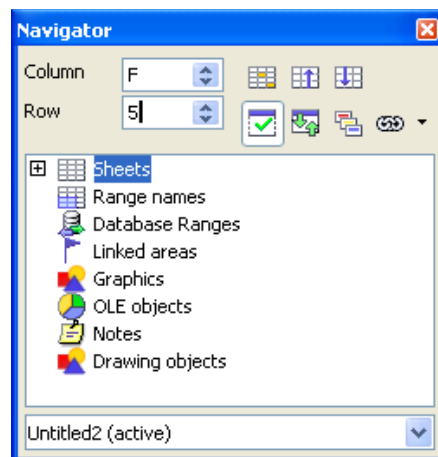 Navigator
Column F
Row 5
Sheets
Range names
Database Ranges
Linked areas
Graphics
OLE objects
Notes
Drawing objects
Untitled2 (active)